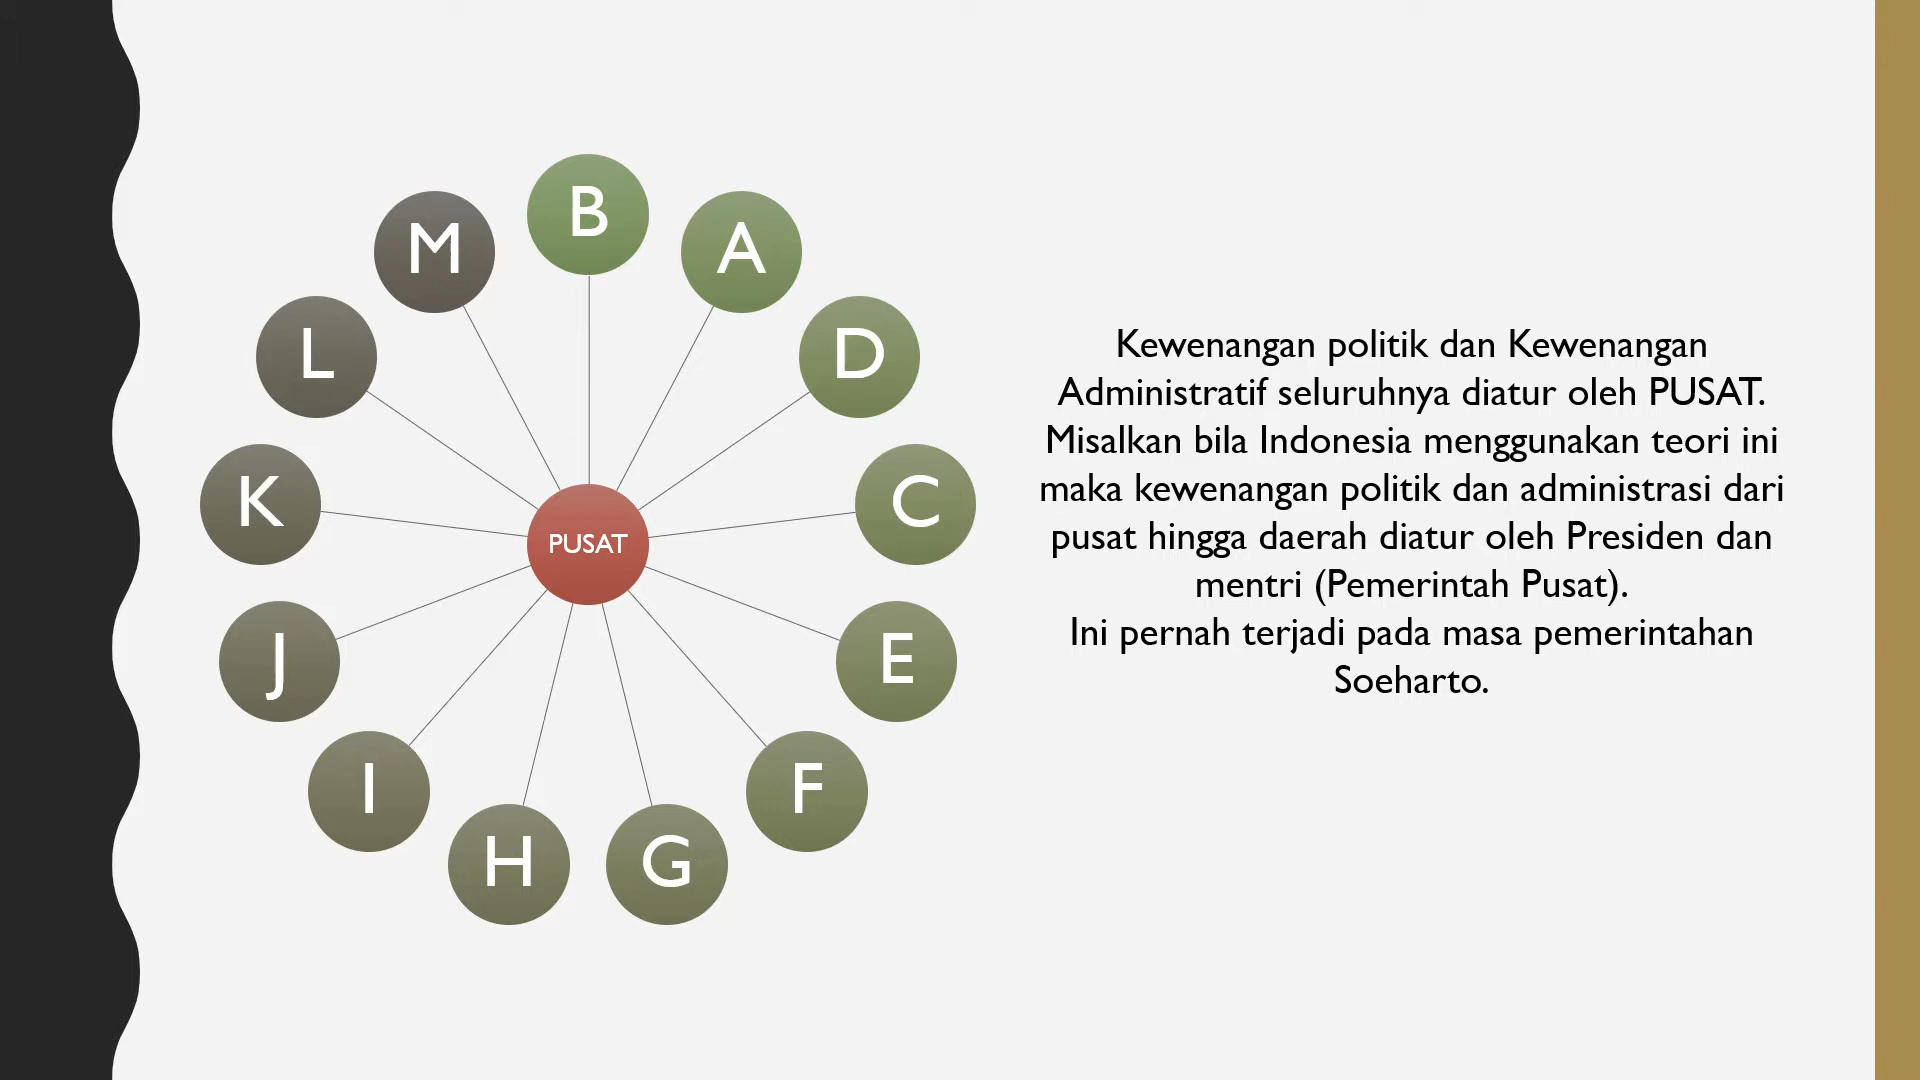 B
A
D
C
E
F
G
H
I
J
K
L
M
PUSAT
Kewenangan politik dan Kewenangan
Administratif seluruhnya diatur oleh PUSAT.
Misalkan bila Indonesia menggunakan teori ini
maka kewenangan politik dan administrasi dari
pusat hingga daerah diatur oleh Presiden dan
mentri (Pemerintah Pusat).
Ini pernah terjadi pada masa pemerintahan
Soeharto.